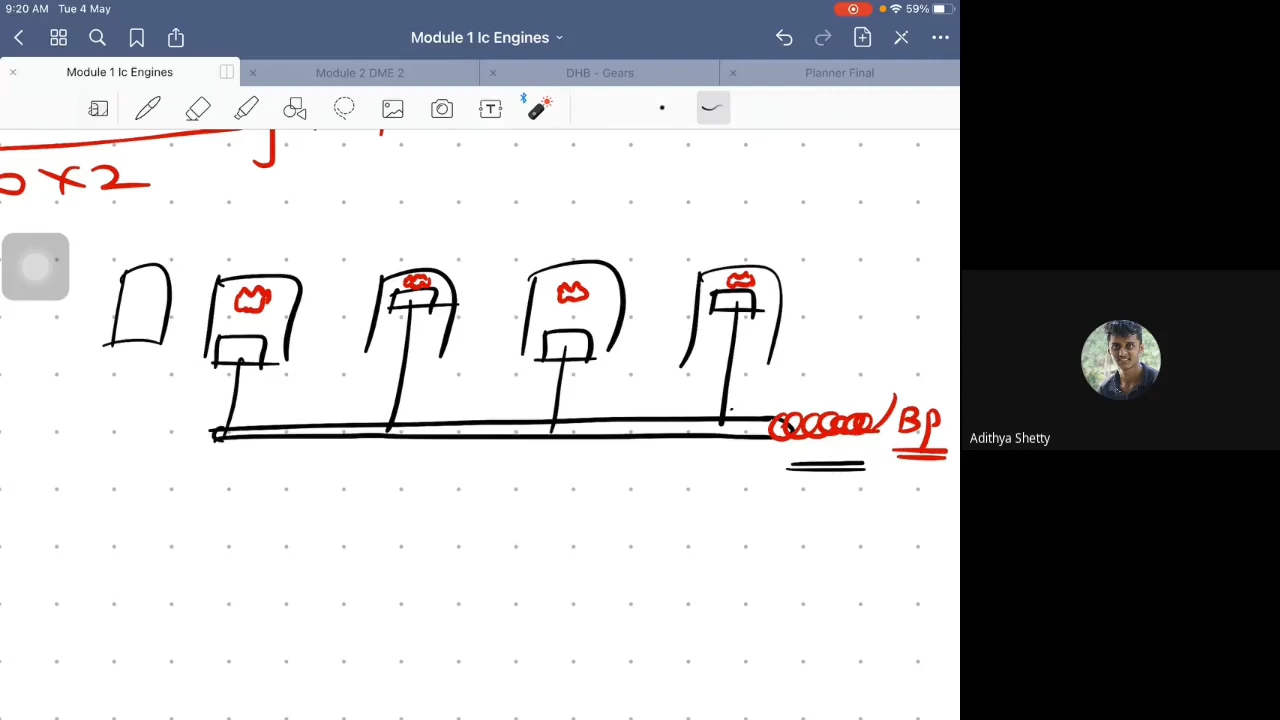 9:20 AM Tue 4 May
59%
Module 1 Ic Engines
Module 1 Ic Engines
Module 2 DME 2
DHB - Gears
Planner Final
T
x2
Bp
Adithya Shetty